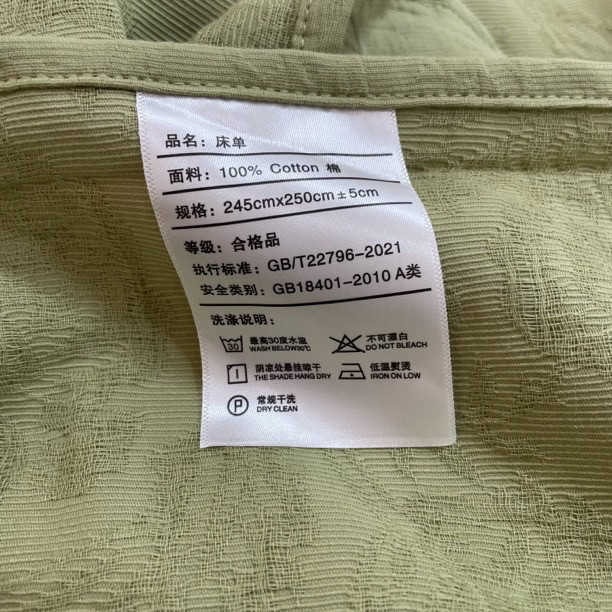 品名：床单
面料：100% Cotton 棉
规格：245cmx250cm±5cm
等级：合格品
执行标准：GB/T22796-2021
安全类别：GB18401-2010 A类
洗涤说明：
30 最高30度水温 不可漂白
WASH BELOW30℃ DO NOT BLEACH
阴凉处悬挂晾干 低温熨烫
THE SHADE HANG DRY IRON ON LOW
P 常规干洗
DRY CLEAN